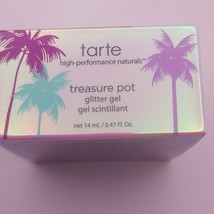 tarte
high-performance naturals™
treasure pot
glitter gel
gel scintillant
net 14 mL / 0.47 Fl. Oz.